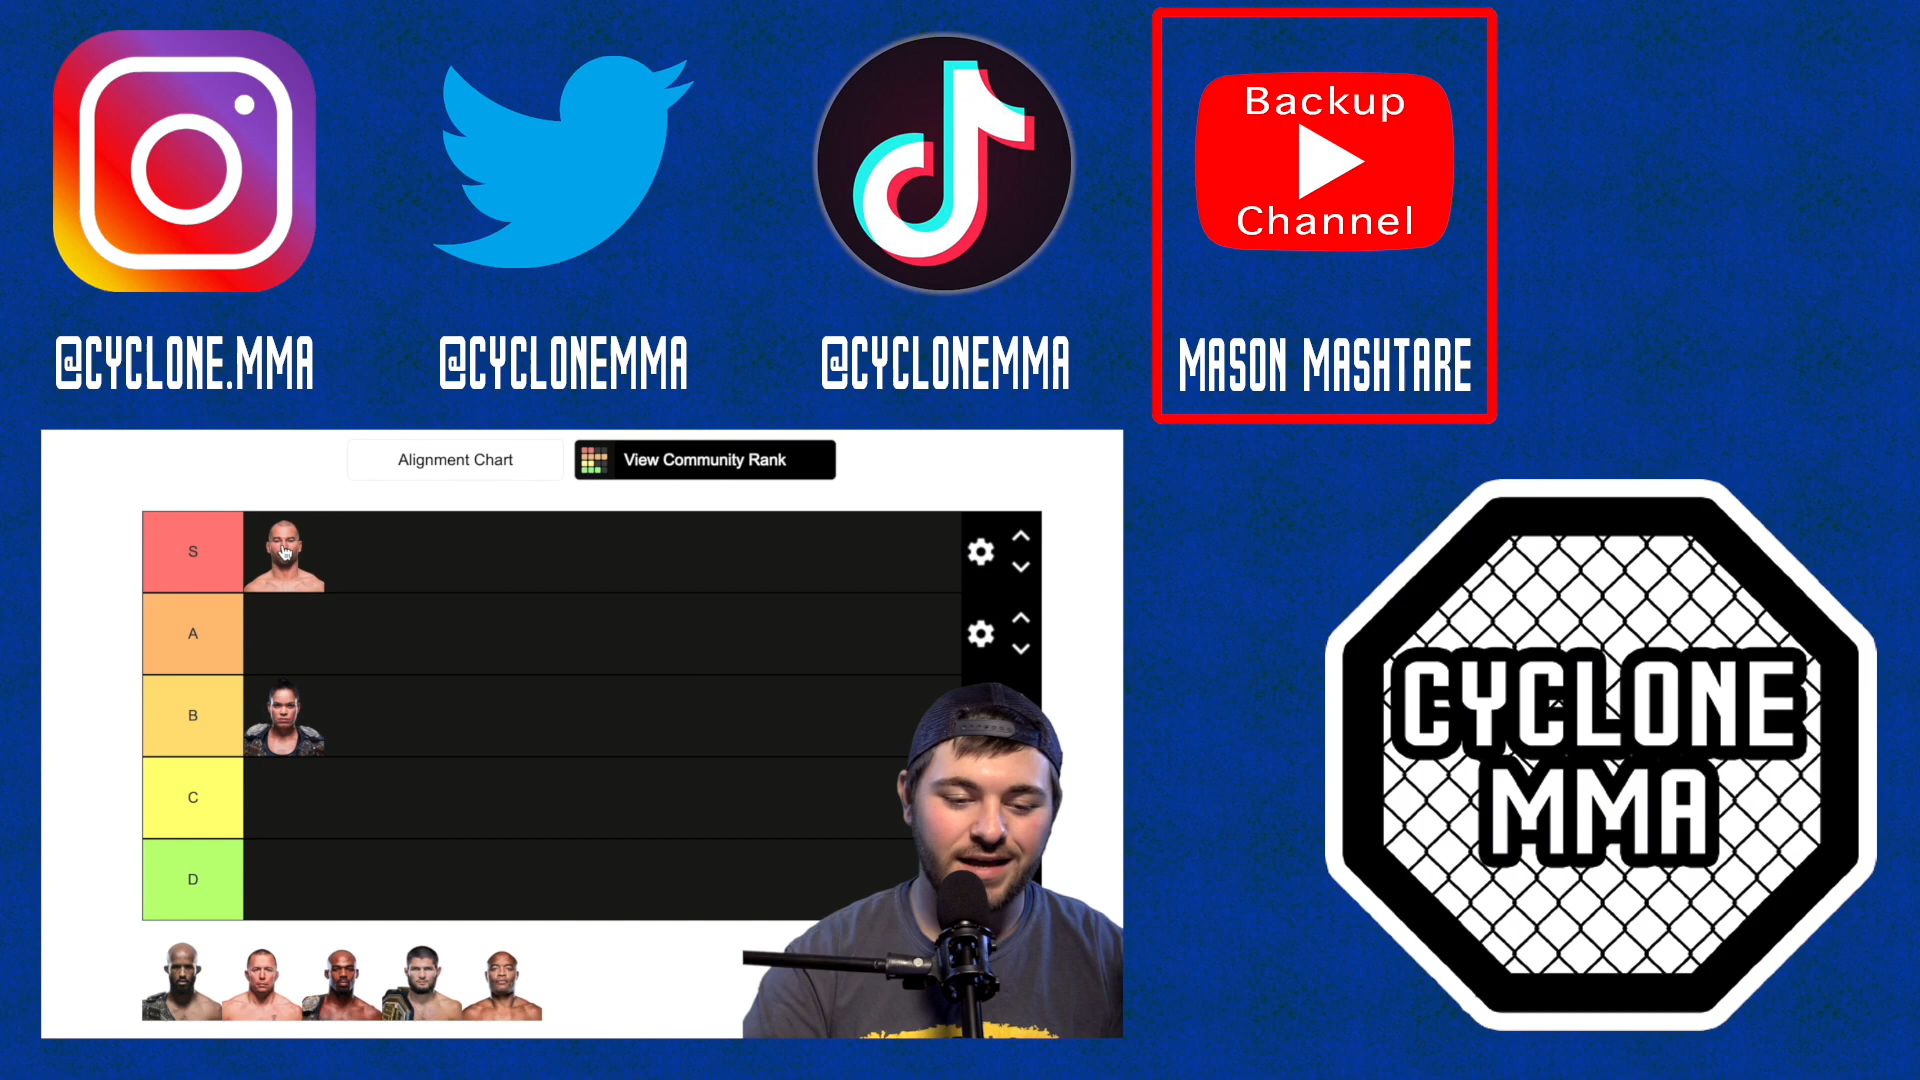 Backup
Channel
@CYCLONE.MMA
@CYCLONEMMA
@CYCLONEMMA
MASON MASHTARE
Alignment Chart
View Community Rank
S
A
B
C
D
CYCLONE
MMA